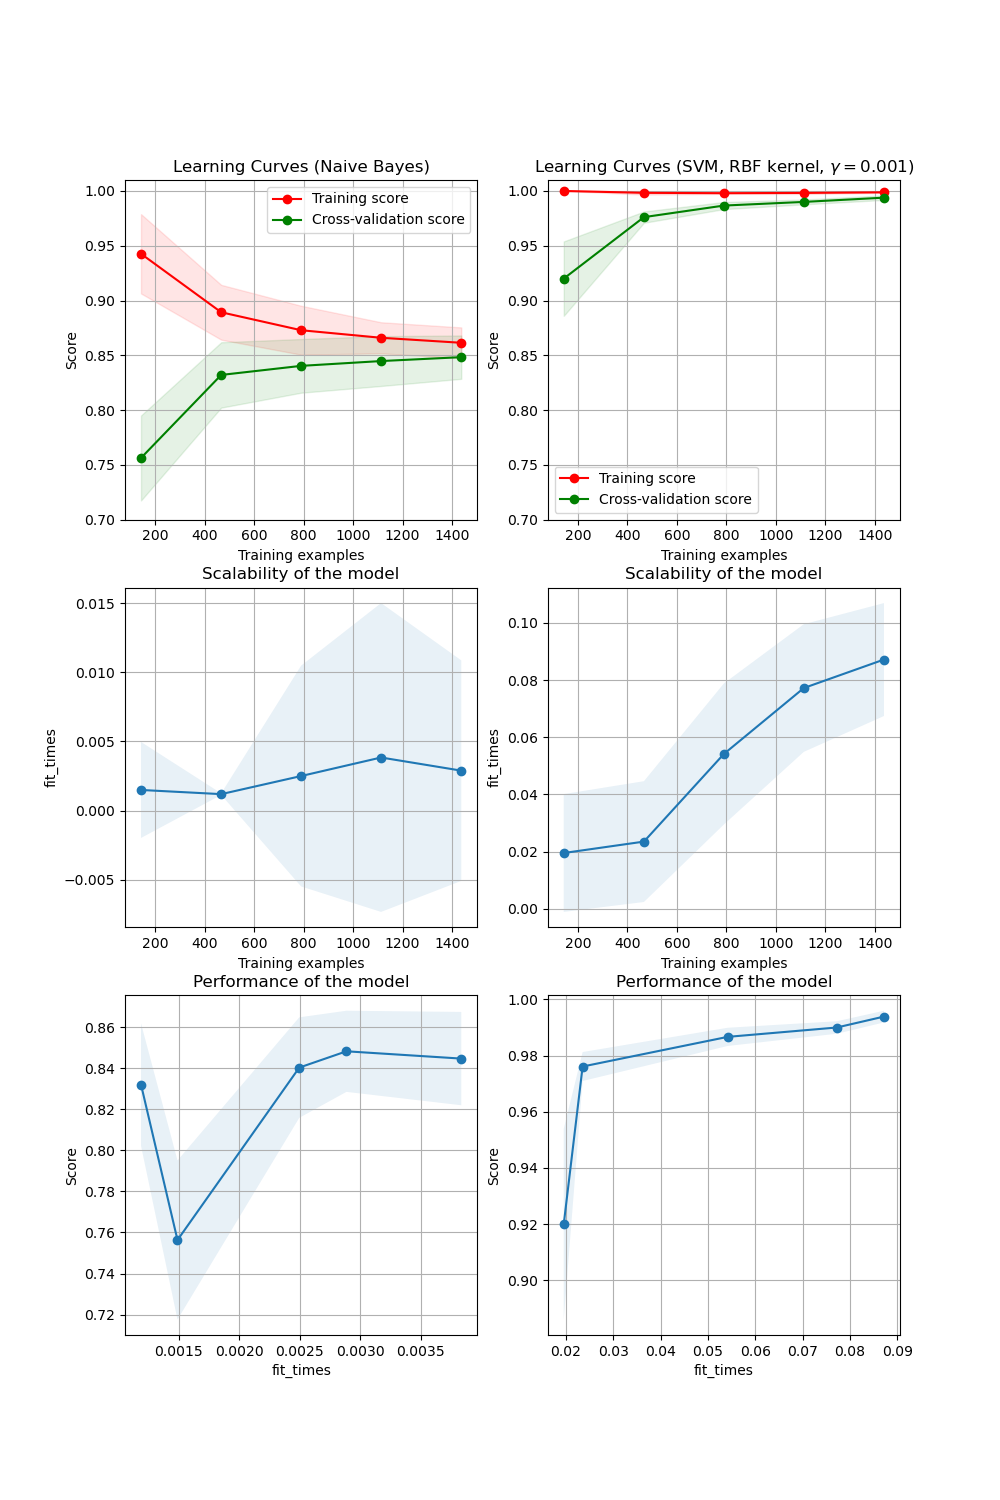 Learning Curves (Naive Bayes)
1.00
0.95
0.90
0.85
0.80
0.75
0.70
Score
Training score
Cross-validation score
200 400 600 800 1000 1200 1400
Training examples
Learning Curves (SVM, RBF kernel, γ = 0.001)
1.00
0.95
0.90
0.85
0.80
0.75
0.70
Score
Training score
Cross-validation score
200 400 600 800 1000 1200 1400
Training examples
Scalability of the model
0.015
0.010
0.005
0.000
−0.005
fit_times
200 400 600 800 1000 1200 1400
Training examples
Scalability of the model
0.10
0.08
0.06
0.04
0.02
0.00
fit_times
200 400 600 800 1000 1200 1400
Training examples
Performance of the model
0.86
0.84
0.82
0.80
0.78
0.76
0.74
0.72
Score
0.0015 0.0020 0.0025 0.0030 0.0035
fit_times
Performance of the model
1.00
0.98
0.96
0.94
0.92
0.90
Score
0.02 0.03 0.04 0.05 0.06 0.07 0.08 0.09
fit_times